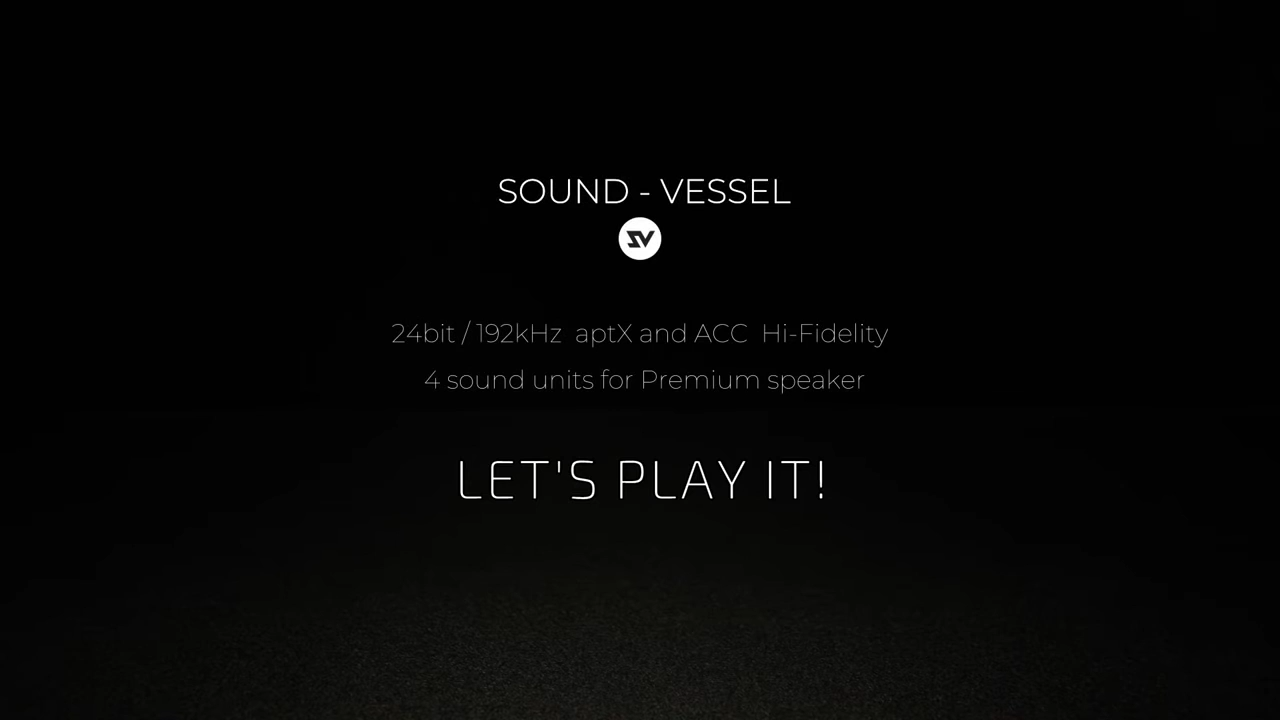 SOUND - VESSEL
SV
24bit / 192kHz aptX and ACC Hi-Fidelity
4 sound units for Premium speaker
LET'S PLAY IT!